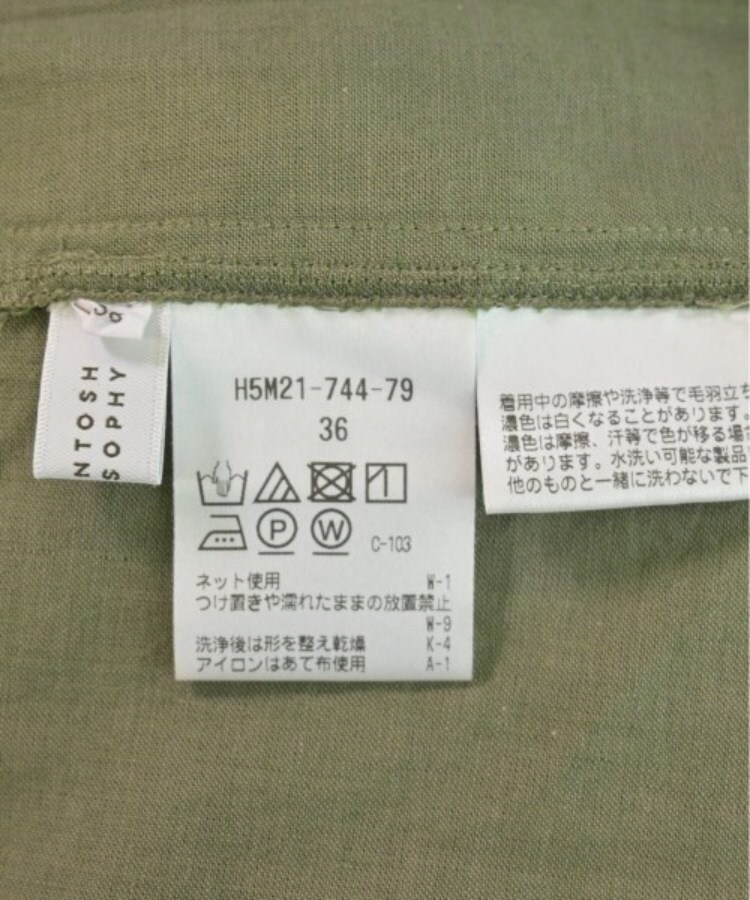 NTOSH
SOPHY
H5M21-744-79
36
P
W
C-103
ネット使用 W-1
つけ置きや濡れたままの放置禁止
W-9
洗浄後は形を整え乾燥 K-4
アイロンはあて布使用 A-1
着用中の摩擦や洗浄等で毛羽立ち
濃色は白くなることがあります。
濃色は摩擦、汗等で色が移る場合
があります。水洗い可能な製品
他のものと一緒に洗わないで下